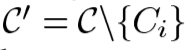 𝒞′ = 𝒞\{Cᵢ}